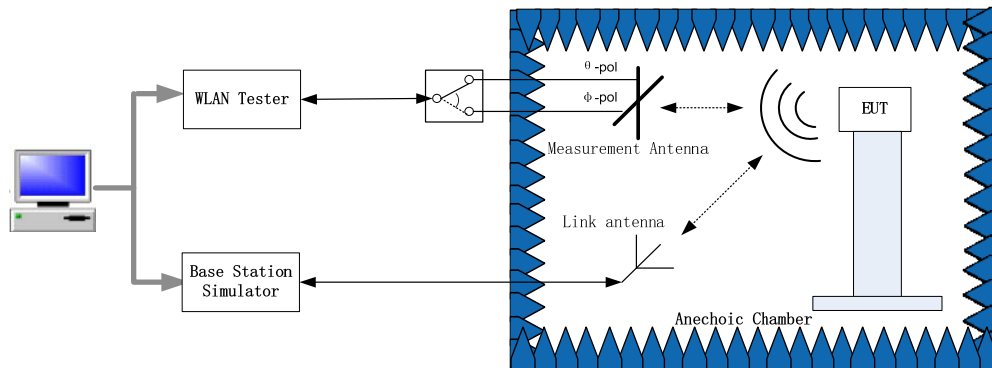 θ-pol
WLAN Tester
ϕ-pol
EUT
Measurement Antenna
Link antenna
Base Station
Simulator
Anechoic Chamber